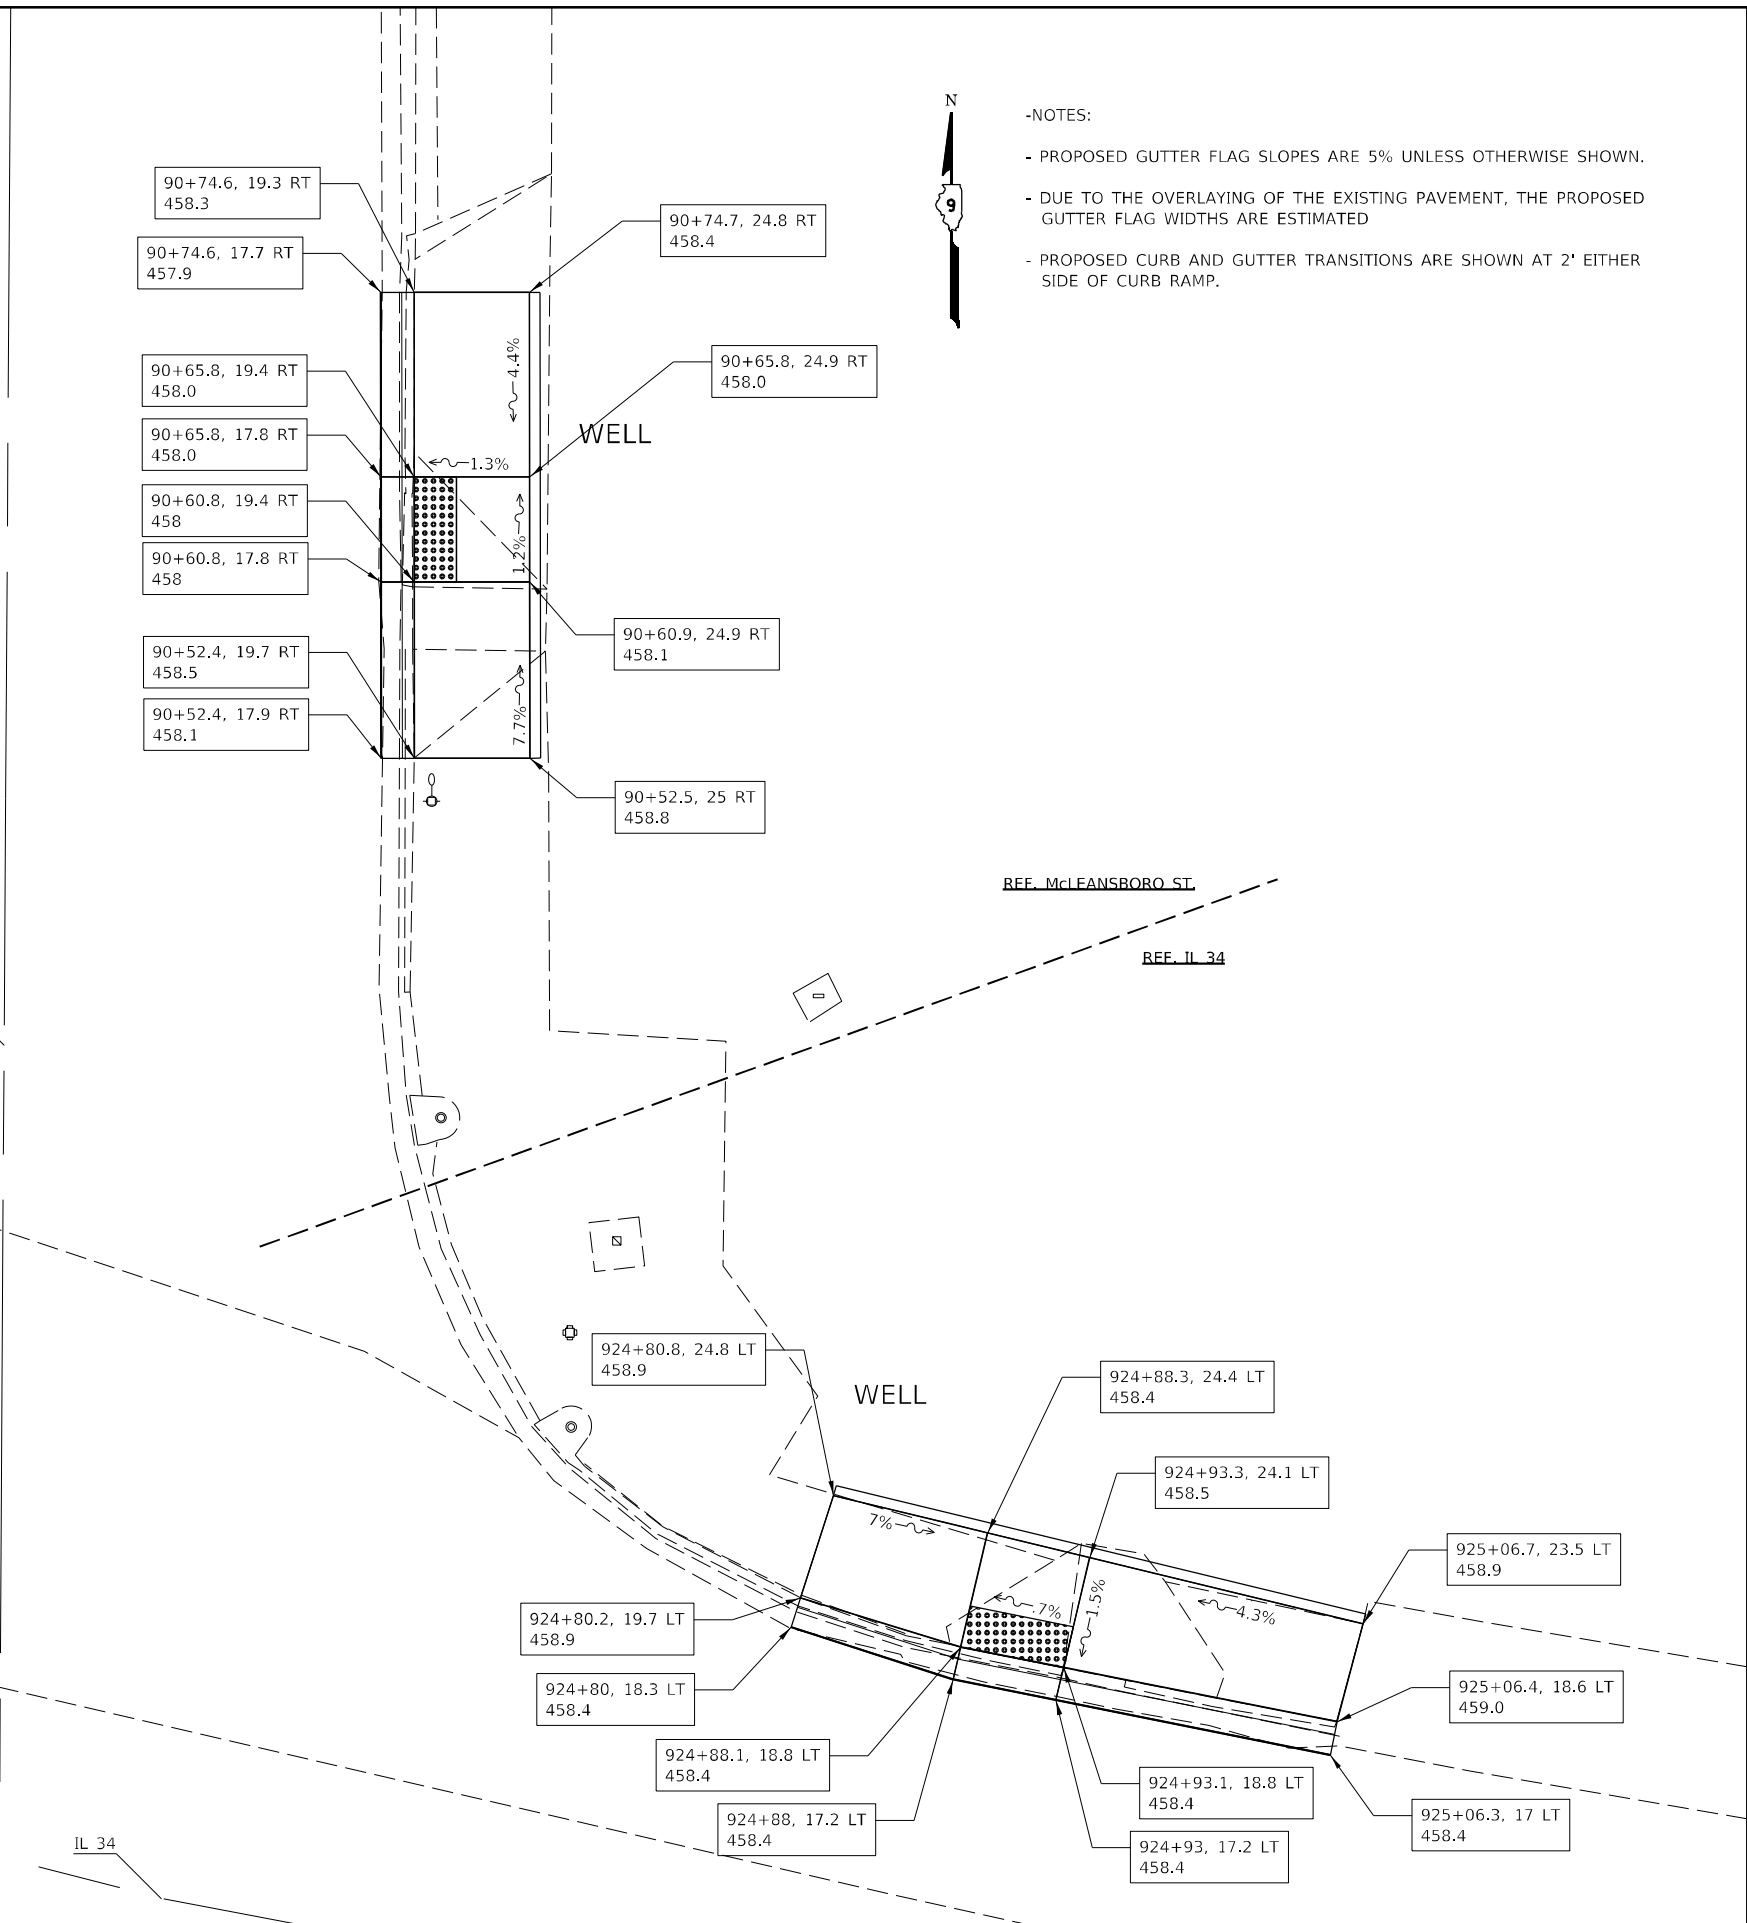 N
9
-NOTES:
- PROPOSED GUTTER FLAG SLOPES ARE 5% UNLESS OTHERWISE SHOWN.
- DUE TO THE OVERLAYING OF THE EXISTING PAVEMENT, THE PROPOSED
GUTTER FLAG WIDTHS ARE ESTIMATED
- PROPOSED CURB AND GUTTER TRANSITIONS ARE SHOWN AT 2' EITHER
SIDE OF CURB RAMP.
90+74.6, 19.3 RT
458.3
90+74.7, 24.8 RT
458.4
90+74.6, 17.7 RT
457.9
4.4%
90+65.8, 19.4 RT
458.0
90+65.8, 24.9 RT
458.0
WELL
90+65.8, 17.8 RT
458.0
1.3%
90+60.8, 19.4 RT
458
1.2%
90+60.8, 17.8 RT
458
90+60.9, 24.9 RT
458.1
90+52.4, 19.7 RT
458.5
7.7%
90+52.4, 17.9 RT
458.1
90+52.5, 25 RT
458.8
REF. McLEANSBORO ST.
REF. IL 34
924+80.8, 24.8 LT
458.9
WELL
924+88.3, 24.4 LT
458.4
924+93.3, 24.1 LT
458.5
7%
925+06.7, 23.5 LT
458.9
.7%
1.5%
4.3%
924+80.2, 19.7 LT
458.9
924+80, 18.3 LT
458.4
925+06.4, 18.6 LT
459.0
924+88.1, 18.8 LT
458.4
924+93.1, 18.8 LT
458.4
924+88, 17.2 LT
458.4
925+06.3, 17 LT
458.4
924+93, 17.2 LT
458.4
IL 34